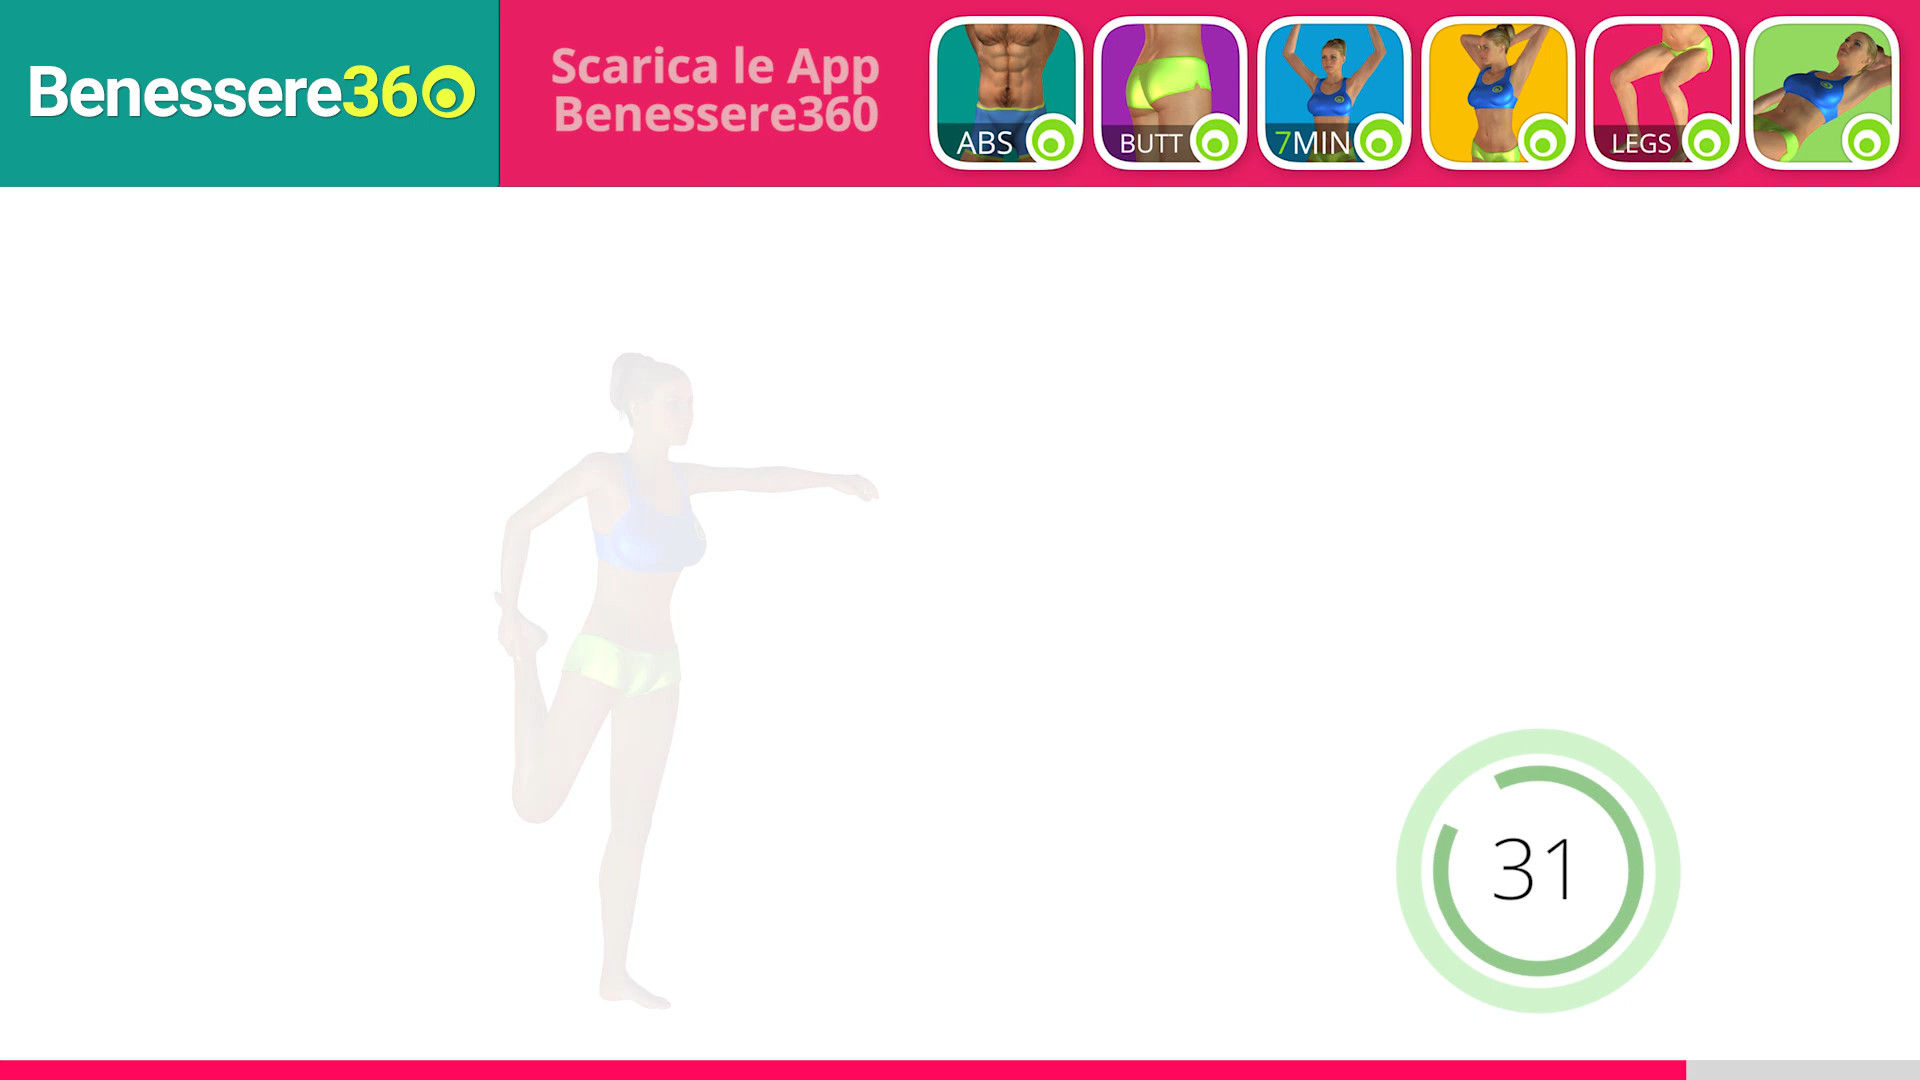 Benessere360
Scarica le App
Benessere360
ABS
BUTT
7MIN
LEGS
31